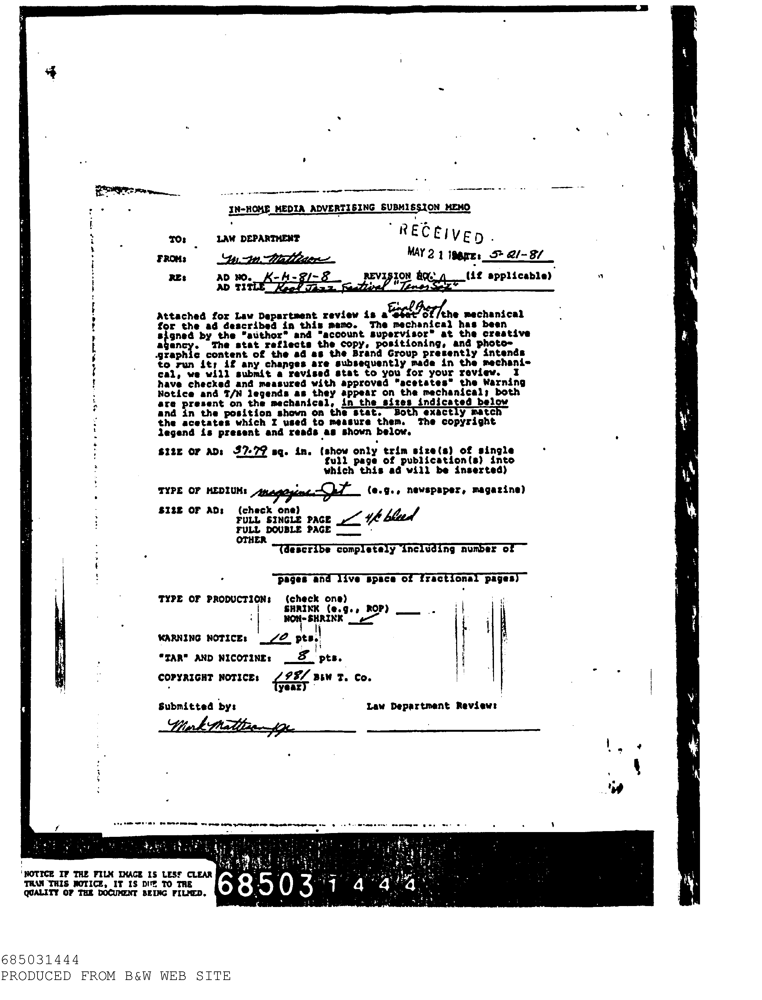 IN-HOME MEDIA ADVERTISING SUBMISSION MEMO
RECEIVED
TO: LAW DEPARTMENT
MAY 21 1981
DATE: 5-21-81
FROM: M. M. Mattison
RE: AD NO. K-M-81-8 REVISION NO. A (if applicable)
AD TITLE Kool Jazz Festival "Tenor Sax"
Final Proof
Attached for Law Department review is a stat of/the mechanical
for the ad described in this memo. The mechanical has been
signed by the "author" and "account supervisor" at the creative
agency. The stat reflects the copy, positioning, and photo-
graphic content of the ad as the Brand Group presently intends
to run it; if any changes are subsequently made in the mechani-
cal, we will submit a revised stat to you for your review. I
have checked and measured with approved "acetates" the Warning
Notice and T/N legends as they appear on the mechanical; both
are present on the mechanical, in the sizes indicated below
and in the position shown on the stat. Both exactly match
the acetates which I used to measure them. The copyright
legend is present and reads as shown below.
SIZE OF AD: 37.79 sq. in. (show only trim size(s) of single
full page of publication(s) into
which this ad will be inserted)
TYPE OF MEDIUM: magazine-Jet (e.g., newspaper, magazine)
SIZE OF AD: (check one)
FULL SINGLE PAGE ✓ 4/c bleed
FULL DOUBLE PAGE
OTHER
(describe completely including number of
pages and live space of fractional pages)
TYPE OF PRODUCTION: (check one)
SHRINK (e.g., ROP)
NON-SHRINK ✓
WARNING NOTICE: 10 pts.
"TAR" AND NICOTINE: 8 pts.
COPYRIGHT NOTICE: 1981 B&W T. Co.
(year)
Submitted by: Law Department Review:
Mark Mattison
NOTICE IF THE FILM IMAGE IS LESS CLEAR
THAN THIS NOTICE, IT IS DUE TO THE
QUALITY OF THE DOCUMENT BEING FILMED.
68503 1444
685031444
PRODUCED FROM B&W WEB SITE